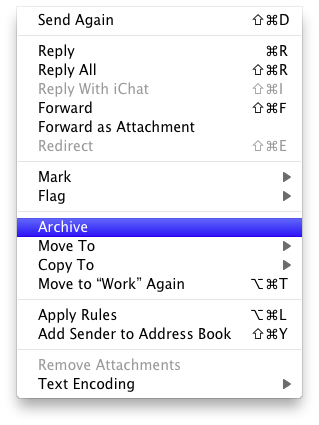 Send Again ⇧⌘D
Reply ⌘R
Reply All ⇧⌘R
Reply With iChat ⇧⌘I
Forward ⇧⌘F
Forward as Attachment
Redirect ⇧⌘E
Mark ▶
Flag ▶
Archive
Move To ▶
Copy To ▶
Move to “Work” Again ⌥⌘T
Apply Rules ⌥⌘L
Add Sender to Address Book ⇧⌘Y
Remove Attachments
Text Encoding ▶